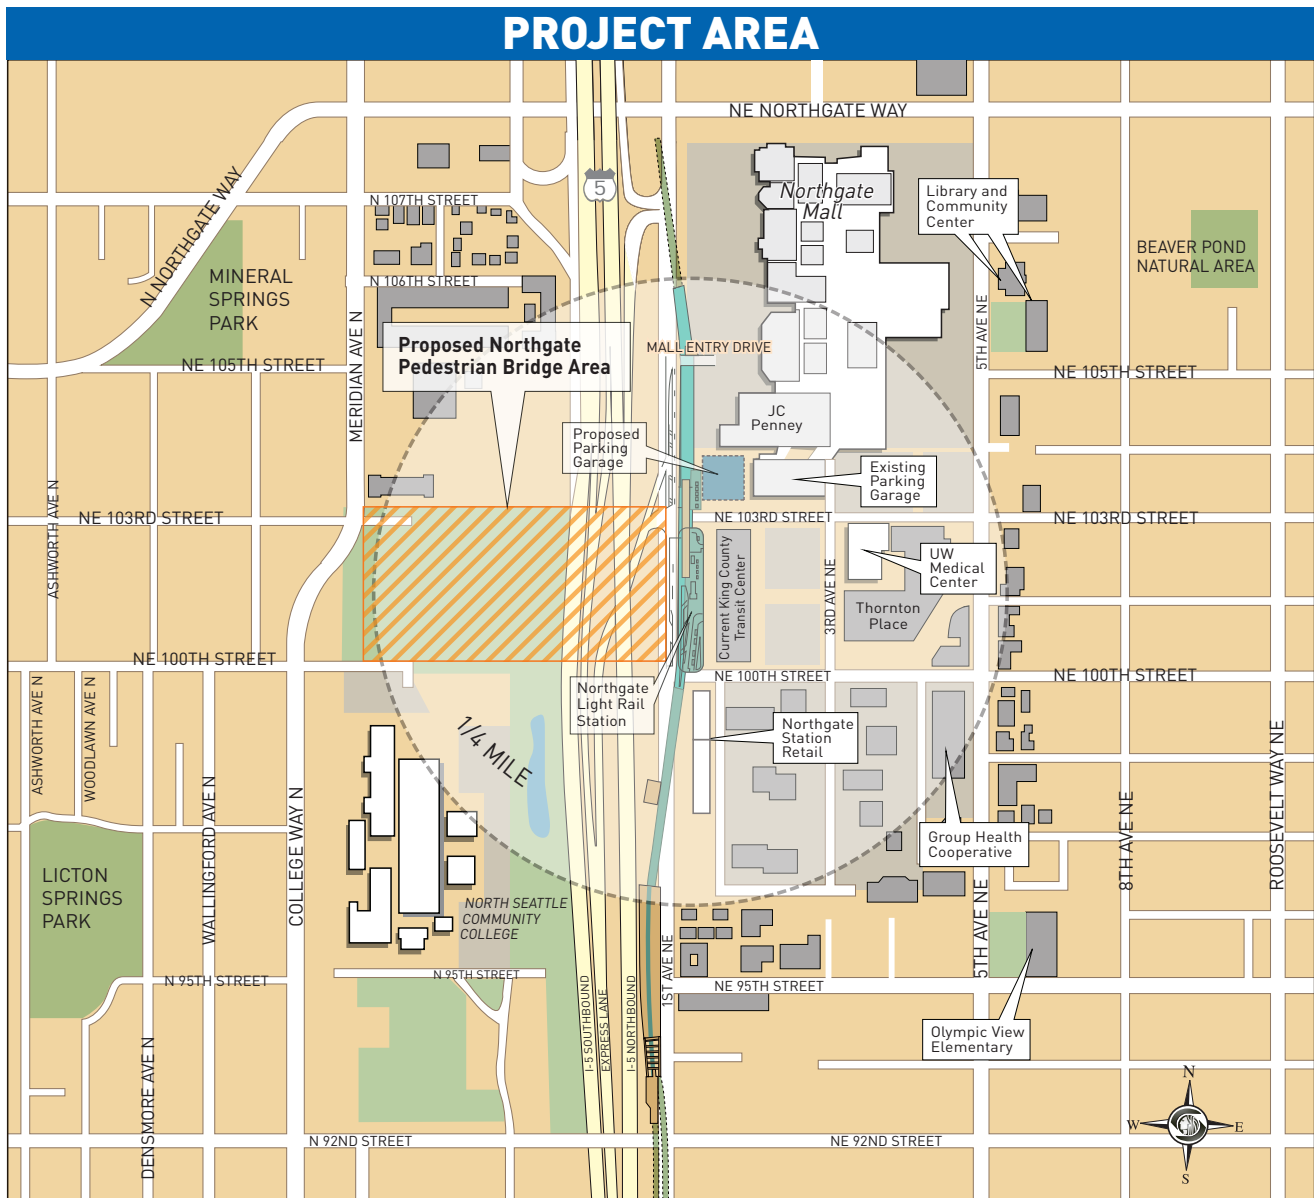 PROJECT AREA
NE NORTHGATE WAY
5
N NORTHGATE WAY
N 107TH STREET
Northgate
Mall
Library and
Community
Center
BEAVER POND
NATURAL AREA
MINERAL
SPRINGS
PARK
N 106TH STREET
MERIDIAN AVE N
5TH AVE NE
Proposed Northgate
Pedestrian Bridge Area
MALL ENTRY DRIVE
NE 105TH STREET
NE 105TH STREET
JC
Penney
Proposed
Parking
Garage
Existing
Parking
Garage
ASHWORTH AVE N
NE 103RD STREET
NE 103RD STREET
NE 103RD STREET
Current King County
Transit Center
3RD AVE NE
UW
Medical
Center
Thornton
Place
NE 100TH STREET
NE 100TH STREET
NE 100TH STREET
Northgate
Light Rail
Station
Northgate
Station
Retail
ASHWORTH AVE N
WOODLAWN AVE N
1/4 MILE
WALLINGFORD AVE N
COLLEGE WAY N
Group Health
Cooperative
8TH AVE NE
ROOSEVELT WAY NE
LICTON
SPRINGS
PARK
NORTH SEATTLE
COMMUNITY
COLLEGE
1ST AVE NE
5TH AVE NE
N 95TH STREET
N 95TH STREET
NE 95TH STREET
I-5 SOUTHBOUND
EXPRESS LANE
I-5 NORTHBOUND
Olympic View
Elementary
DENSMORE AVE N
N 92ND STREET
NE 92ND STREET
N
W
E
S